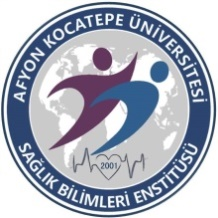 AFYON KOCATEPE ÜNİVERSİTESİ
2001
SAĞLIK BİLİMLERİ ENSTİTÜSÜ